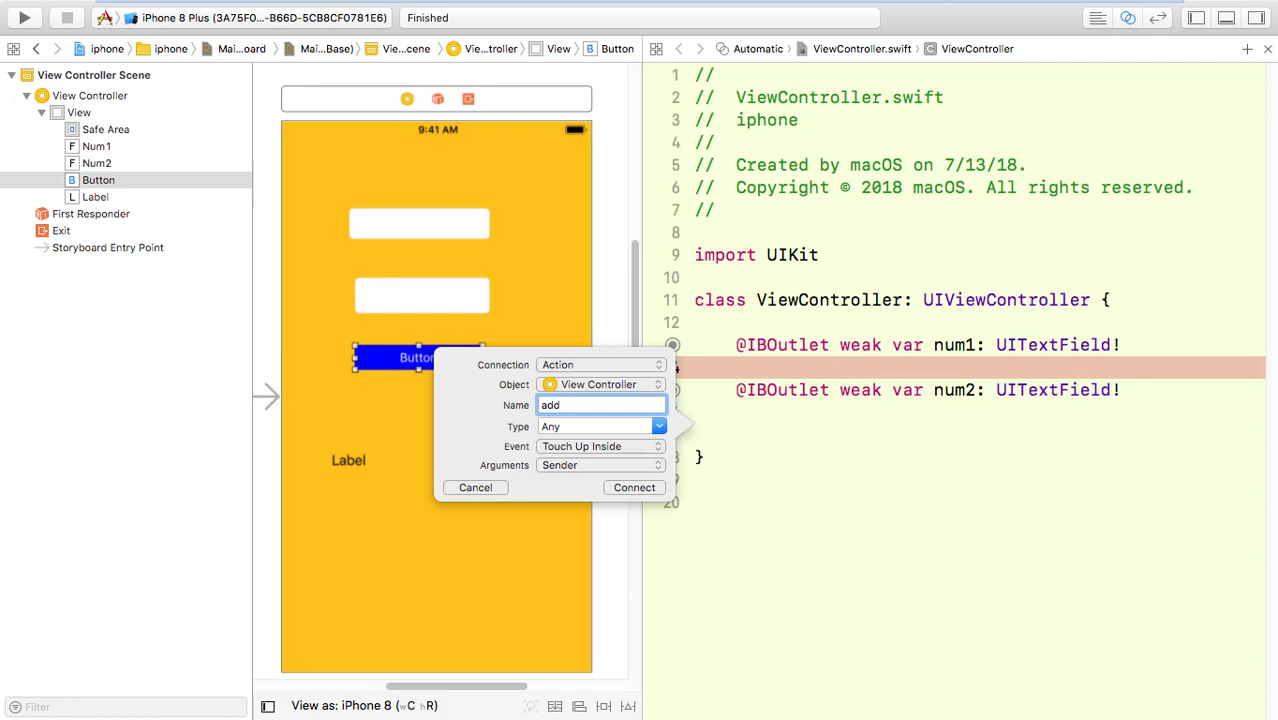 iPhone 8 Plus (3A75F0...-B66D-5CB8CF0781E6)
Finished
iphone
iphone
Mai...oard
Mai...Base)
Vie...cene
Vie...troller
View
B Button
Automatic
ViewController.swift
C ViewController
View Controller Scene
View Controller
View
Safe Area
F Num1
F Num2
B Button
L Label
First Responder
Exit
Storyboard Entry Point
Filter
9:41 AM
Button
Label
Connection Action
Object View Controller
Name add
Type Any
Event Touch Up Inside
Arguments Sender
Cancel Connect
View as: iPhone 8 (wC hR)
1 //
2 // ViewController.swift
3 // iphone
4 //
5 // Created by macOS on 7/13/18.
6 // Copyright © 2018 macOS. All rights reserved.
7 //
8
9 import UIKit
10
11 class ViewController: UIViewController {
12
@IBOutlet weak var num1: UITextField!
@IBOutlet weak var num2: UITextField!
}
20